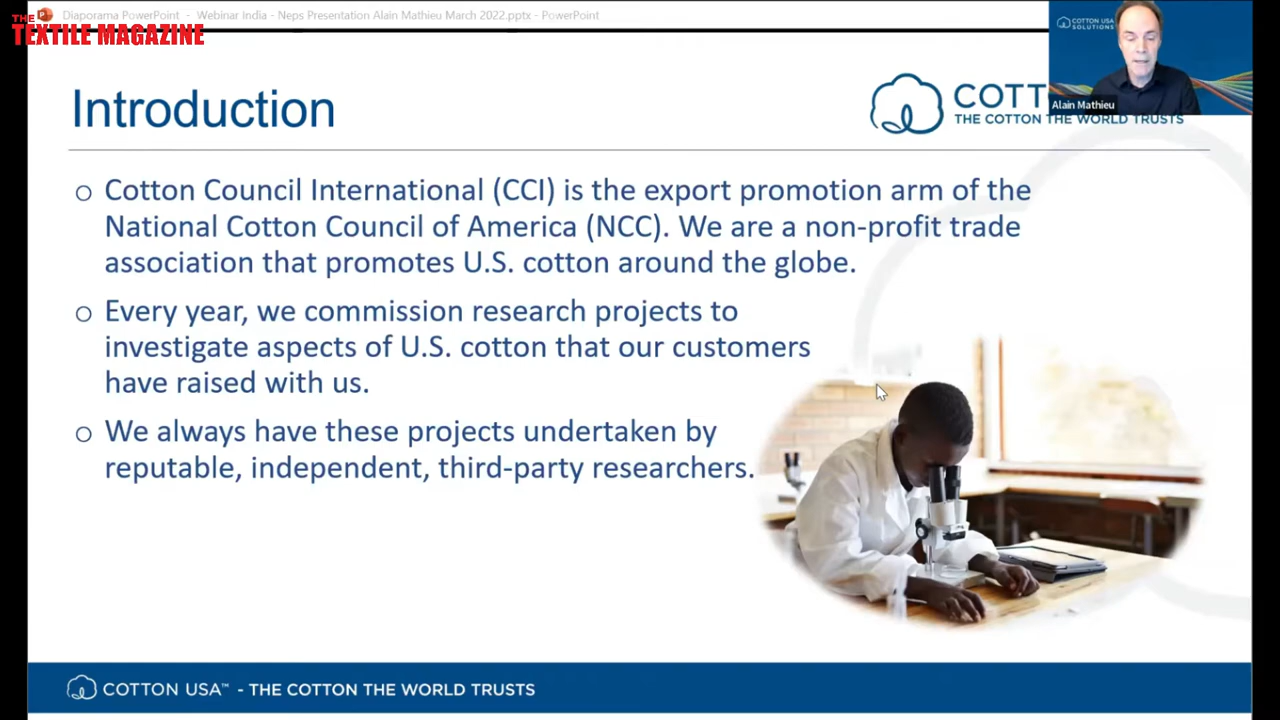 Diaporama PowerPoint - Webinar India - Neps Presentation Alain Mathieu March 2022.pptx - PowerPoint
THE
TEXTILE MAGAZINE
COTTON USA
SOLUTIONS
Alain Mathieu
Introduction
COTT
THE COTTON THE WORLD TRUSTS
o Cotton Council International (CCI) is the export promotion arm of the
National Cotton Council of America (NCC). We are a non-profit trade
association that promotes U.S. cotton around the globe.
o Every year, we commission research projects to
investigate aspects of U.S. cotton that our customers
have raised with us.
o We always have these projects undertaken by
reputable, independent, third-party researchers.
COTTON USA™ - THE COTTON THE WORLD TRUSTS